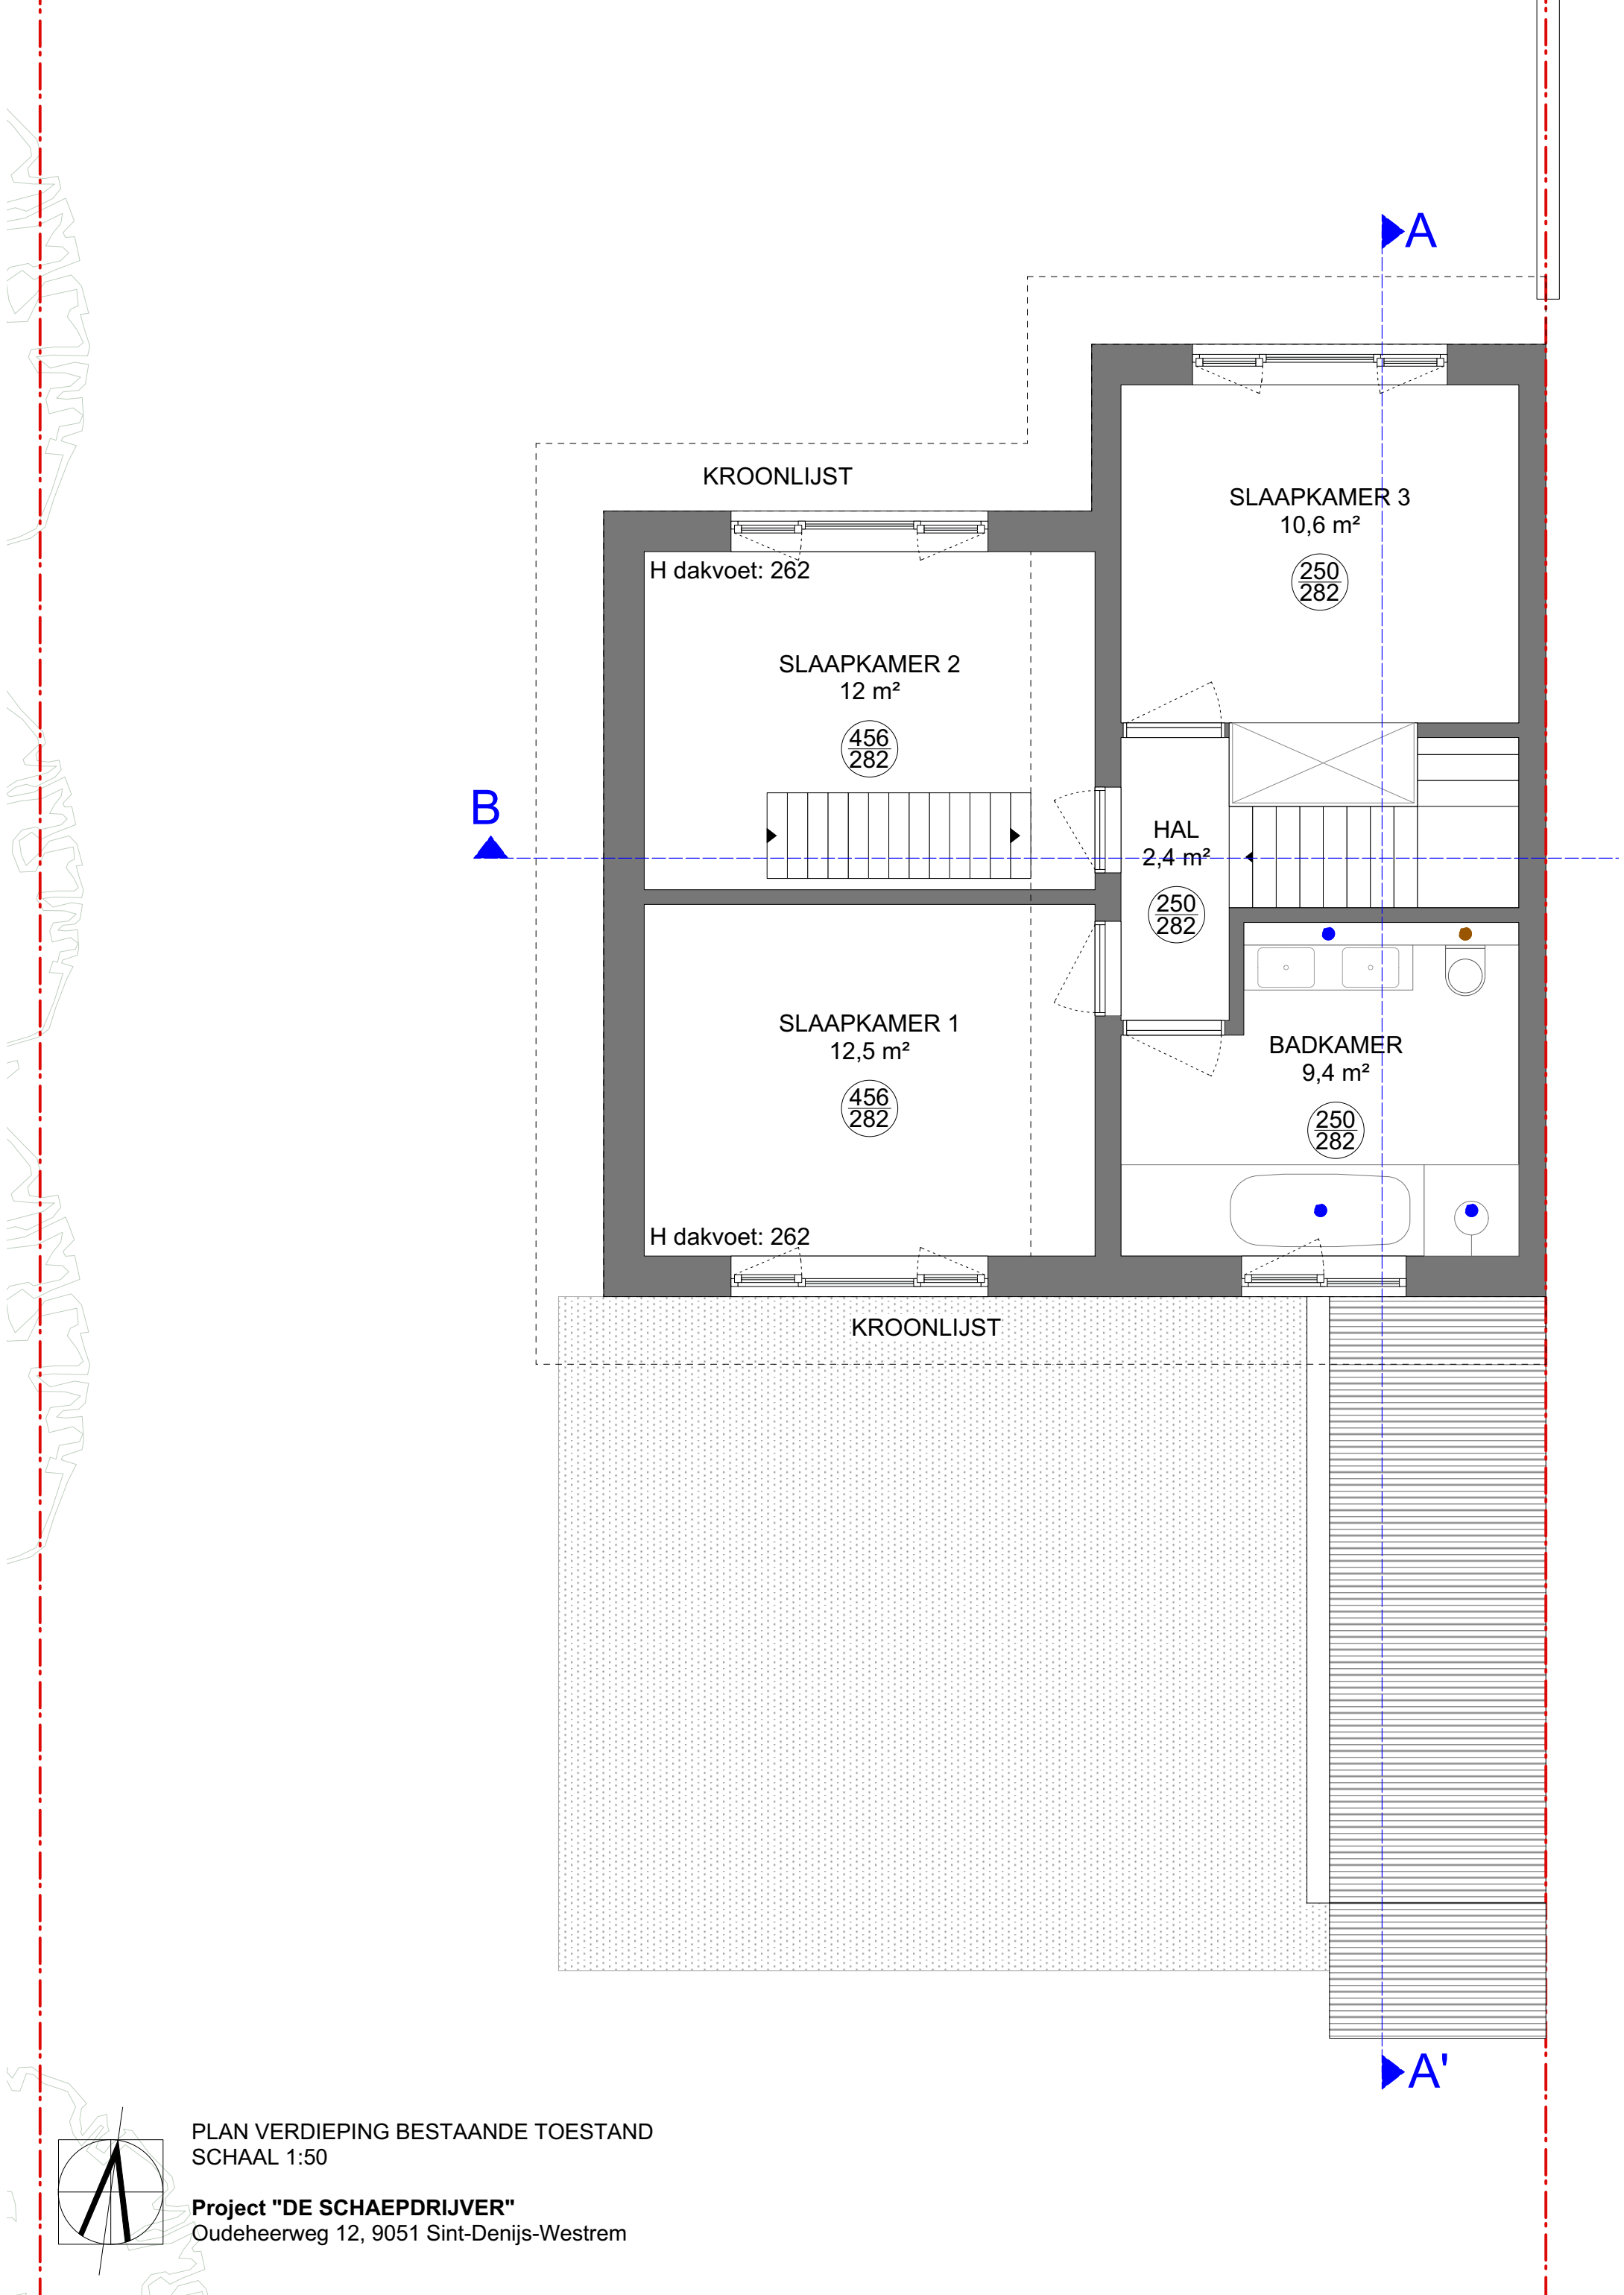 A
KROONLIJST
SLAAPKAMER 3
10,6 m²
250
282
H dakvoet: 262
SLAAPKAMER 2
12 m²
456
282
B
HAL
2,4 m²
250
282
SLAAPKAMER 1
12,5 m²
456
282
BADKAMER
9,4 m²
250
282
H dakvoet: 262
KROONLIJST
A'
PLAN VERDIEPING BESTAANDE TOESTAND
SCHAAL 1:50
Project "DE SCHAEPDRIJVER"
Oudeheerweg 12, 9051 Sint-Denijs-Westrem